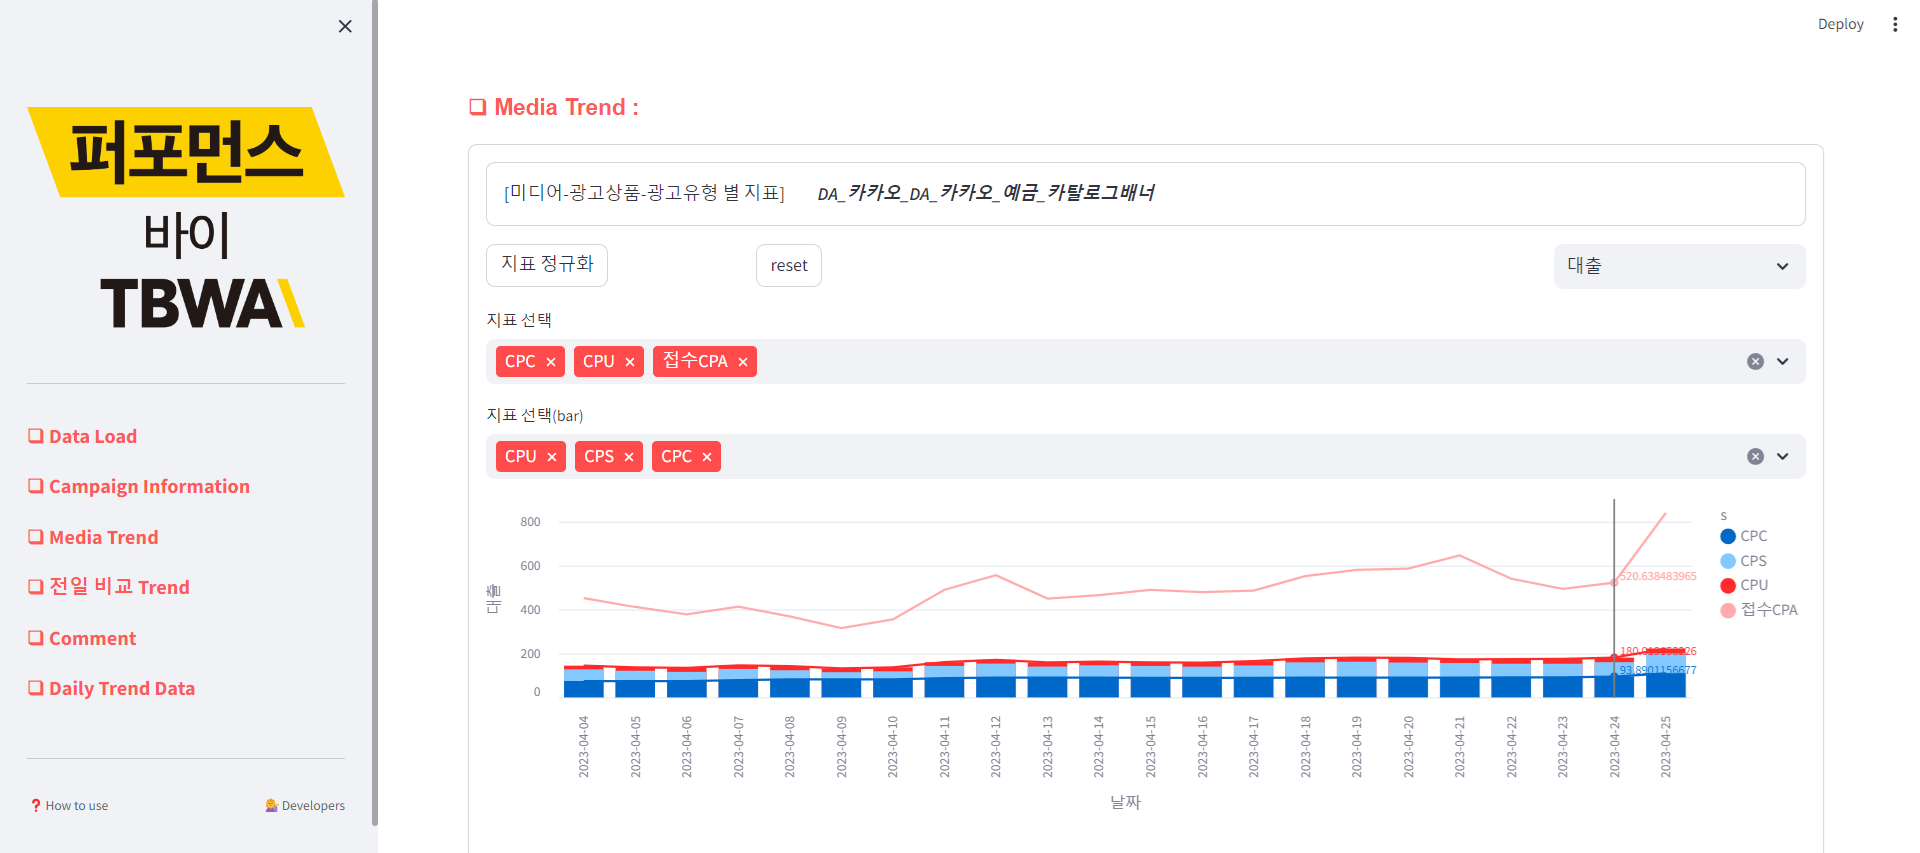 Deploy
퍼포먼스
바이
TBWA\
❏ Data Load
❏ Campaign Information
❏ Media Trend
❏ 전일 비교 Trend
❏ Comment
❏ Daily Trend Data
❓ How to use
Developers
❏ Media Trend :
[미디어-광고상품-광고유형 별 지표] DA_카카오_DA_카카오_예금_카탈로그배너
지표 정규화
reset
대출
지표 선택
CPC × CPU × 접수CPA ×
지표 선택(bar)
CPU × CPS × CPC ×
800
600
400
200
0
대출
520.638483965
93.8901156677
s
CPC
CPS
CPU
접수CPA
2023-04-04
2023-04-05
2023-04-06
2023-04-07
2023-04-08
2023-04-09
2023-04-10
2023-04-11
2023-04-12
2023-04-13
2023-04-14
2023-04-15
2023-04-16
2023-04-17
2023-04-18
2023-04-19
2023-04-20
2023-04-21
2023-04-22
2023-04-23
2023-04-24
2023-04-25
날짜